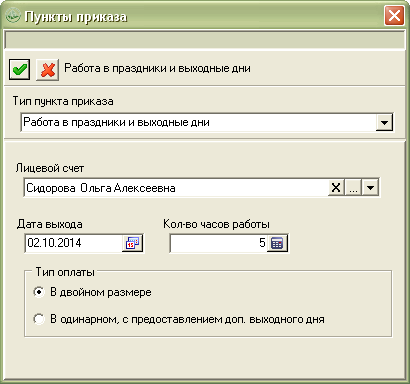 Пункты приказа
Работа в праздники и выходные дни
Тип пункта приказа
Работа в праздники и выходные дни
Лицевой счет
Сидорова Ольга Алексеевна X ...
Дата выхода Кол-во часов работы
02.10.2014 5
Тип оплаты
В двойном размере
В одинарном, с предоставлением доп. выходного дня